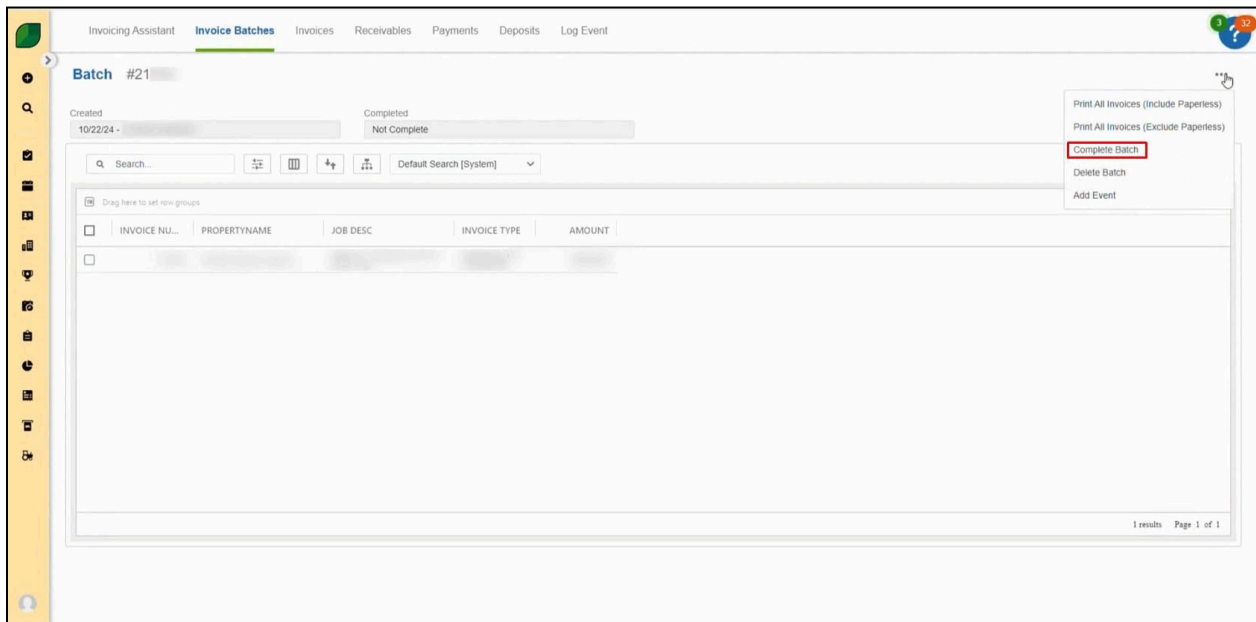 3
32
Invoicing Assistant Invoice Batches Invoices Receivables Payments Deposits Log Event
Batch #21
Created
10/22/24 -
Completed
Not Complete
Print All Invoices (Include Paperless)
Print All Invoices (Exclude Paperless)
Complete Batch
Delete Batch
Add Event
Search...
Default Search [System]
Drag here to set row groups
INVOICE NU... PROPERTYNAME JOB DESC INVOICE TYPE AMOUNT
1 results Page 1 of 1